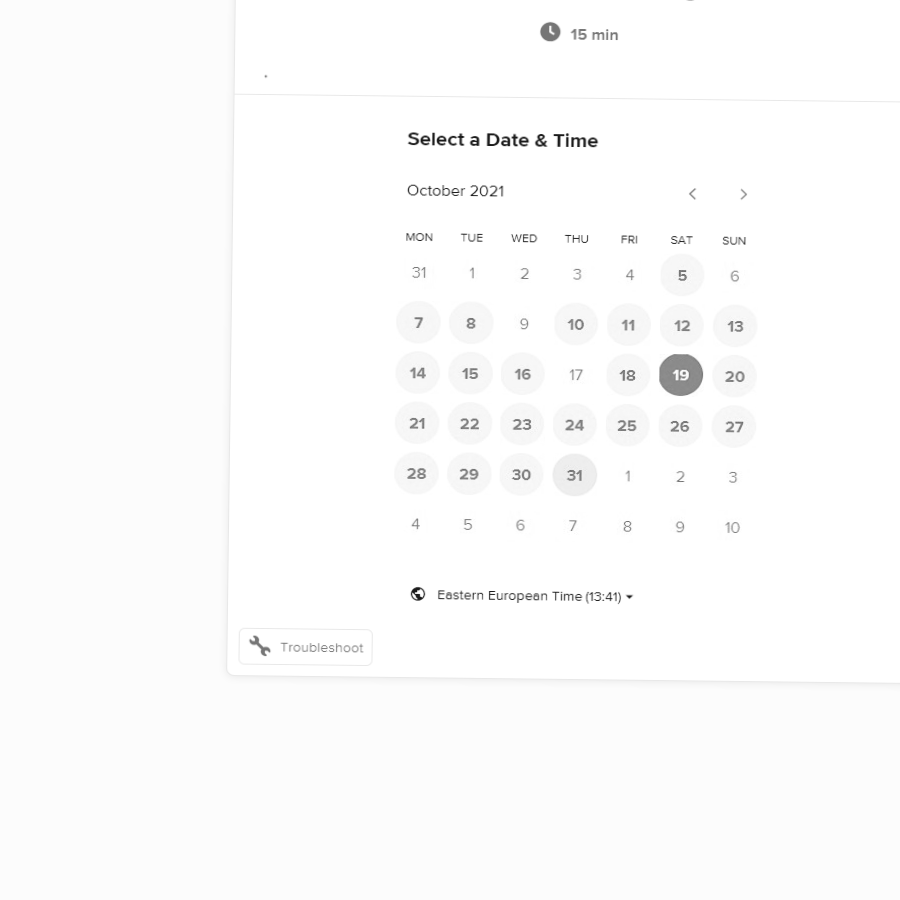 15 min
.
Select a Date & Time
October 2021
MON TUE WED THU FRI SAT SUN
31 1 2 3 4 5 6
7 8 9 10 11 12 13
14 15 16 17 18 19 20
21 22 23 24 25 26 27
28 29 30 31 1 2 3
4 5 6 7 8 9 10
Eastern European Time (13:41)
Troubleshoot